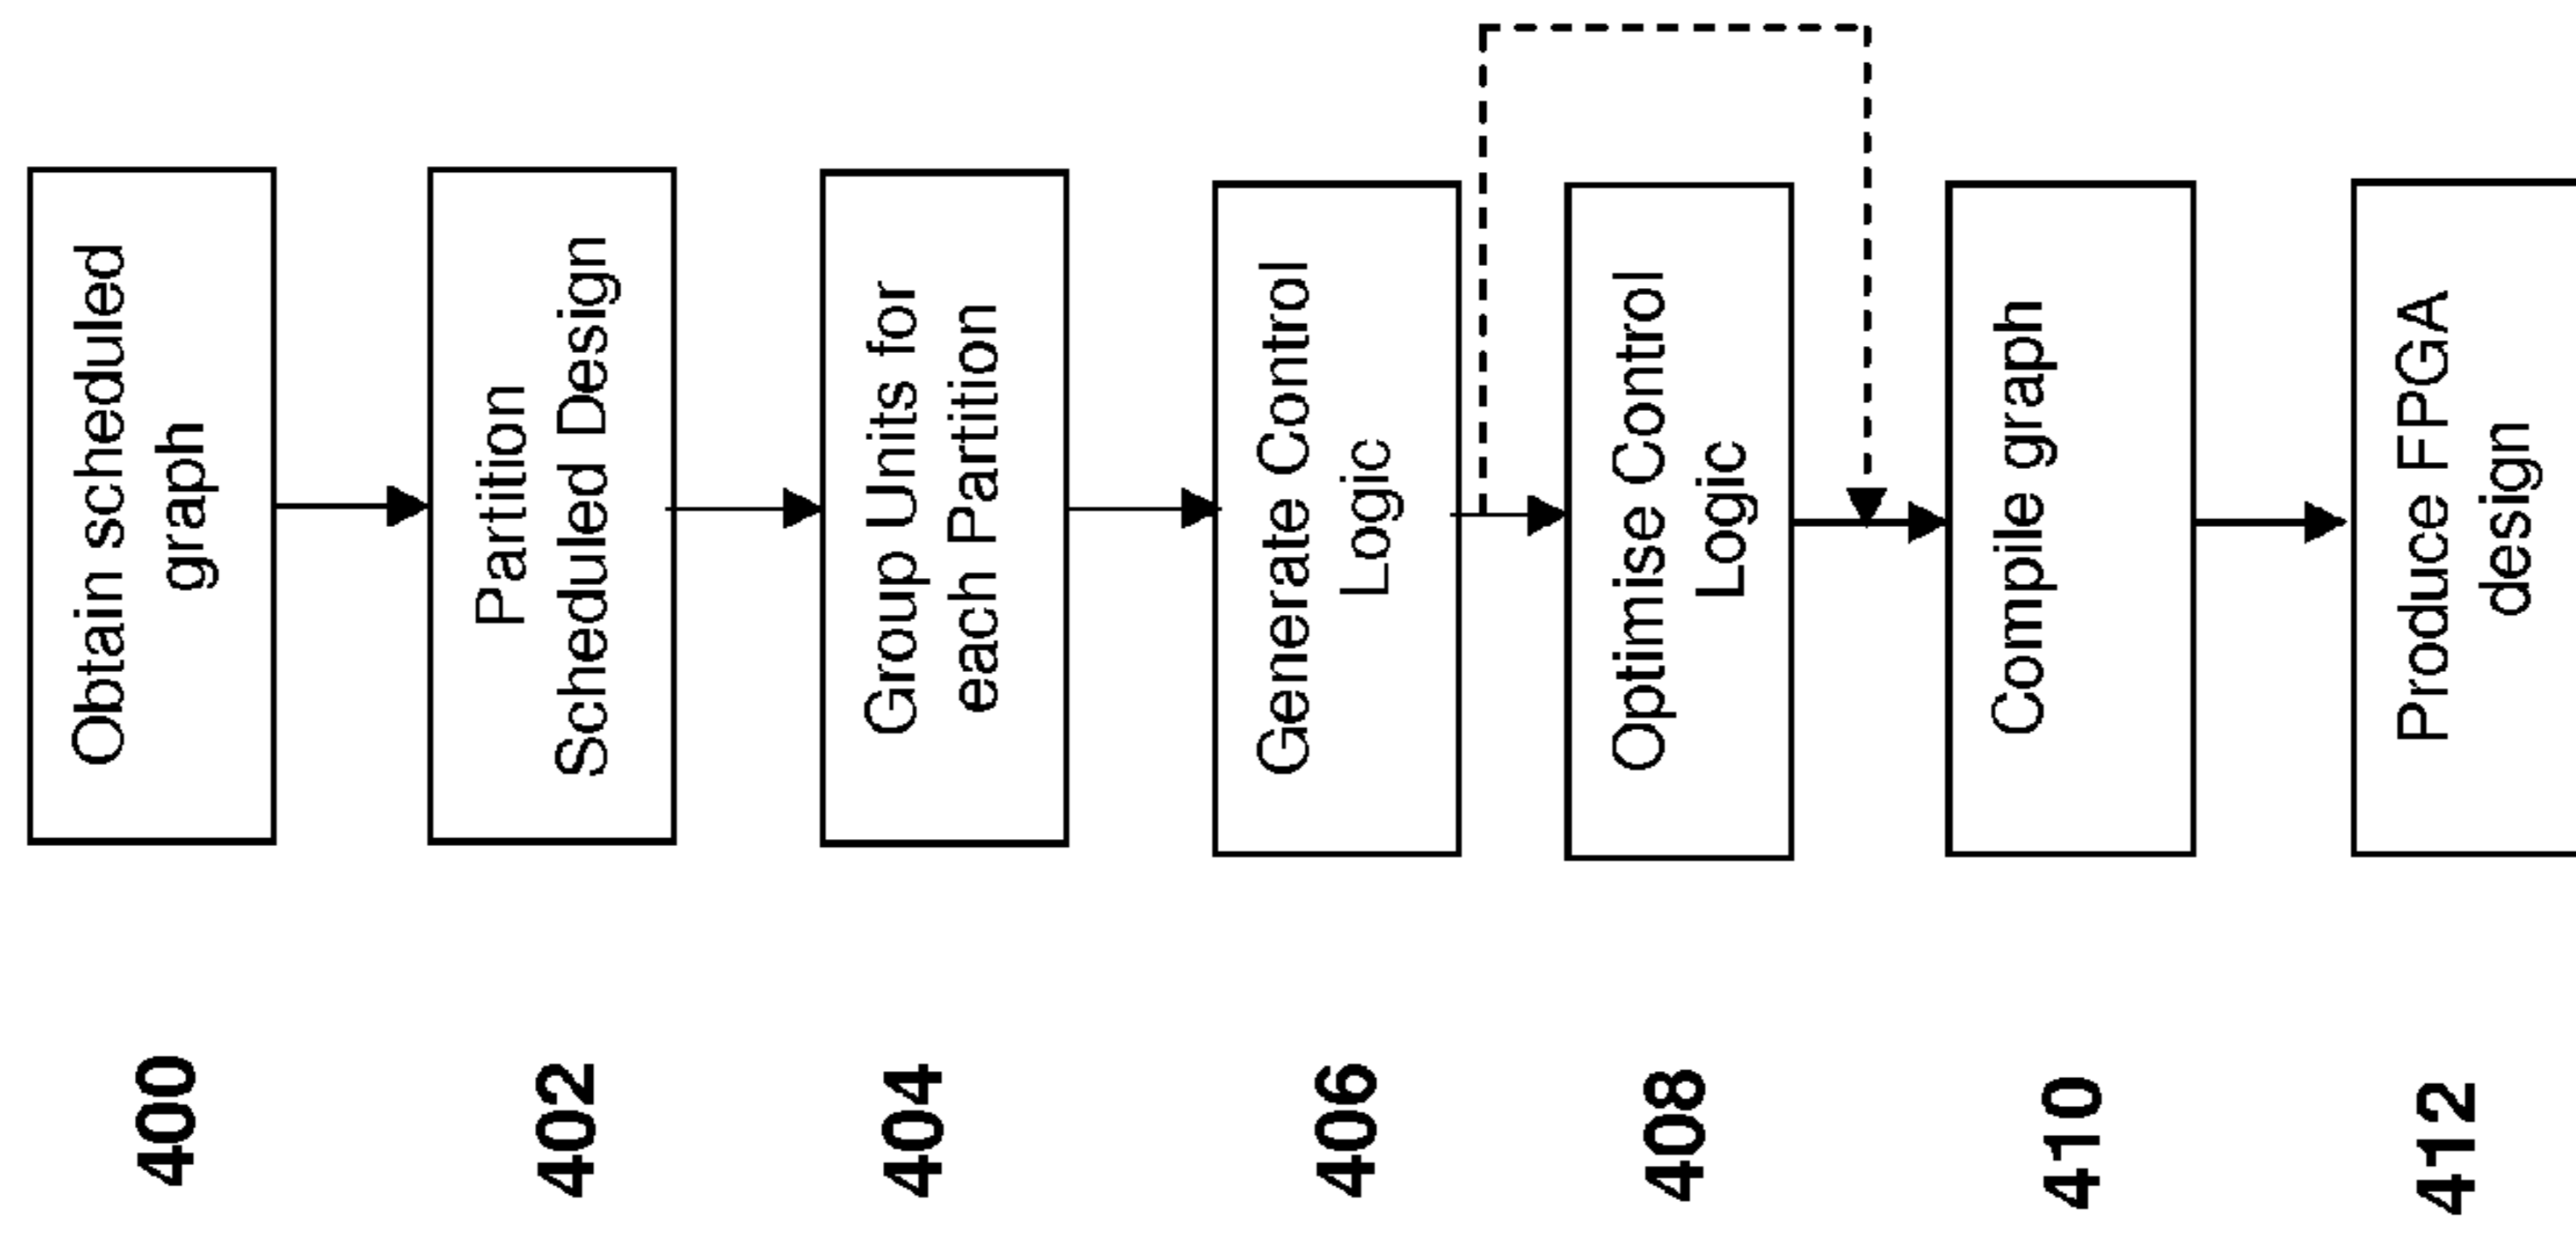 400
Obtain scheduled
graph
402
Partition
Scheduled Design
404
Group Units for
each Partition
406
Generate Control
Logic
408
Optimise Control
Logic
410
Compile graph
412
Produce FPGA
design